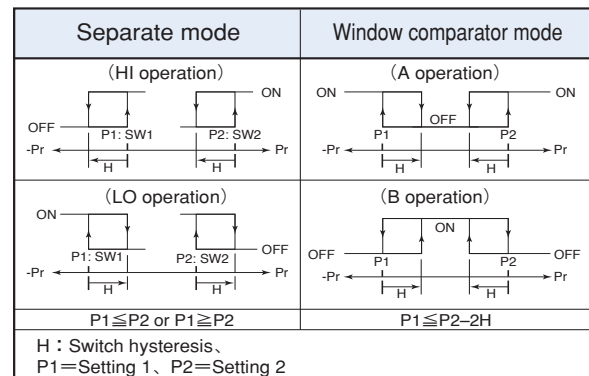 Separate mode
Window comparator mode
(HI operation)
ON
OFF
P1: SW1
P2: SW2
-Pr
Pr
H
H
(A operation)
ON
ON
OFF
P1
P2
-Pr
Pr
H
H
(LO operation)
ON
OFF
P1: SW1
P2: SW2
-Pr
Pr
H
H
(B operation)
ON
OFF
OFF
P1
P2
-Pr
Pr
H
H
P1≦P2 or P1≧P2
P1≦P2–2H
H：Switch hysteresis、
P1＝Setting 1、P2＝Setting 2